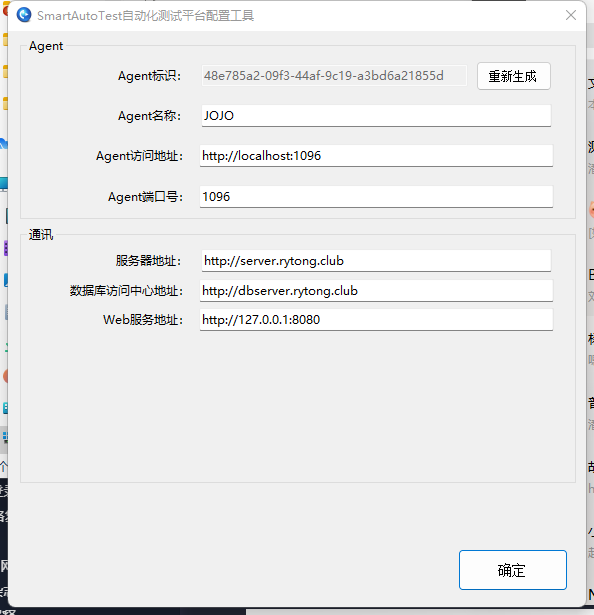 SmartAutoTest自动化测试平台配置工具
Agent
Agent标识: 48e785a2-09f3-44af-9c19-a3bd6a21855d 重新生成
Agent名称: JOJO
Agent访问地址: http://localhost:1096
Agent端口号: 1096
通讯
服务器地址: http://server.rytong.club
数据库访问中心地址: http://dbserver.rytong.club
Web服务地址: http://127.0.0.1:8080
确定